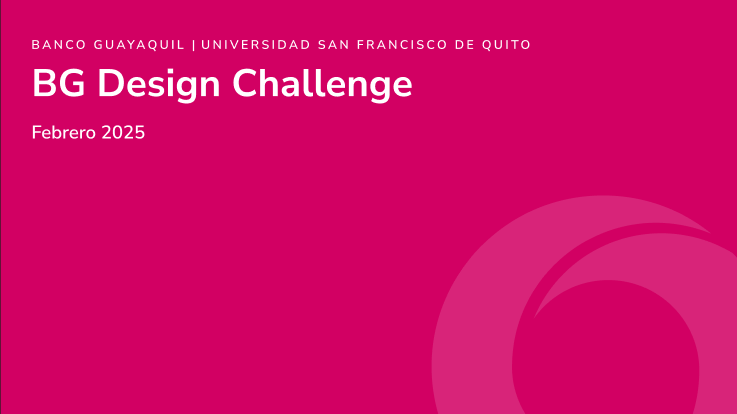 BANCO GUAYAQUIL | UNIVERSIDAD SAN FRANCISCO DE QUITO
BG Design Challenge
Febrero 2025